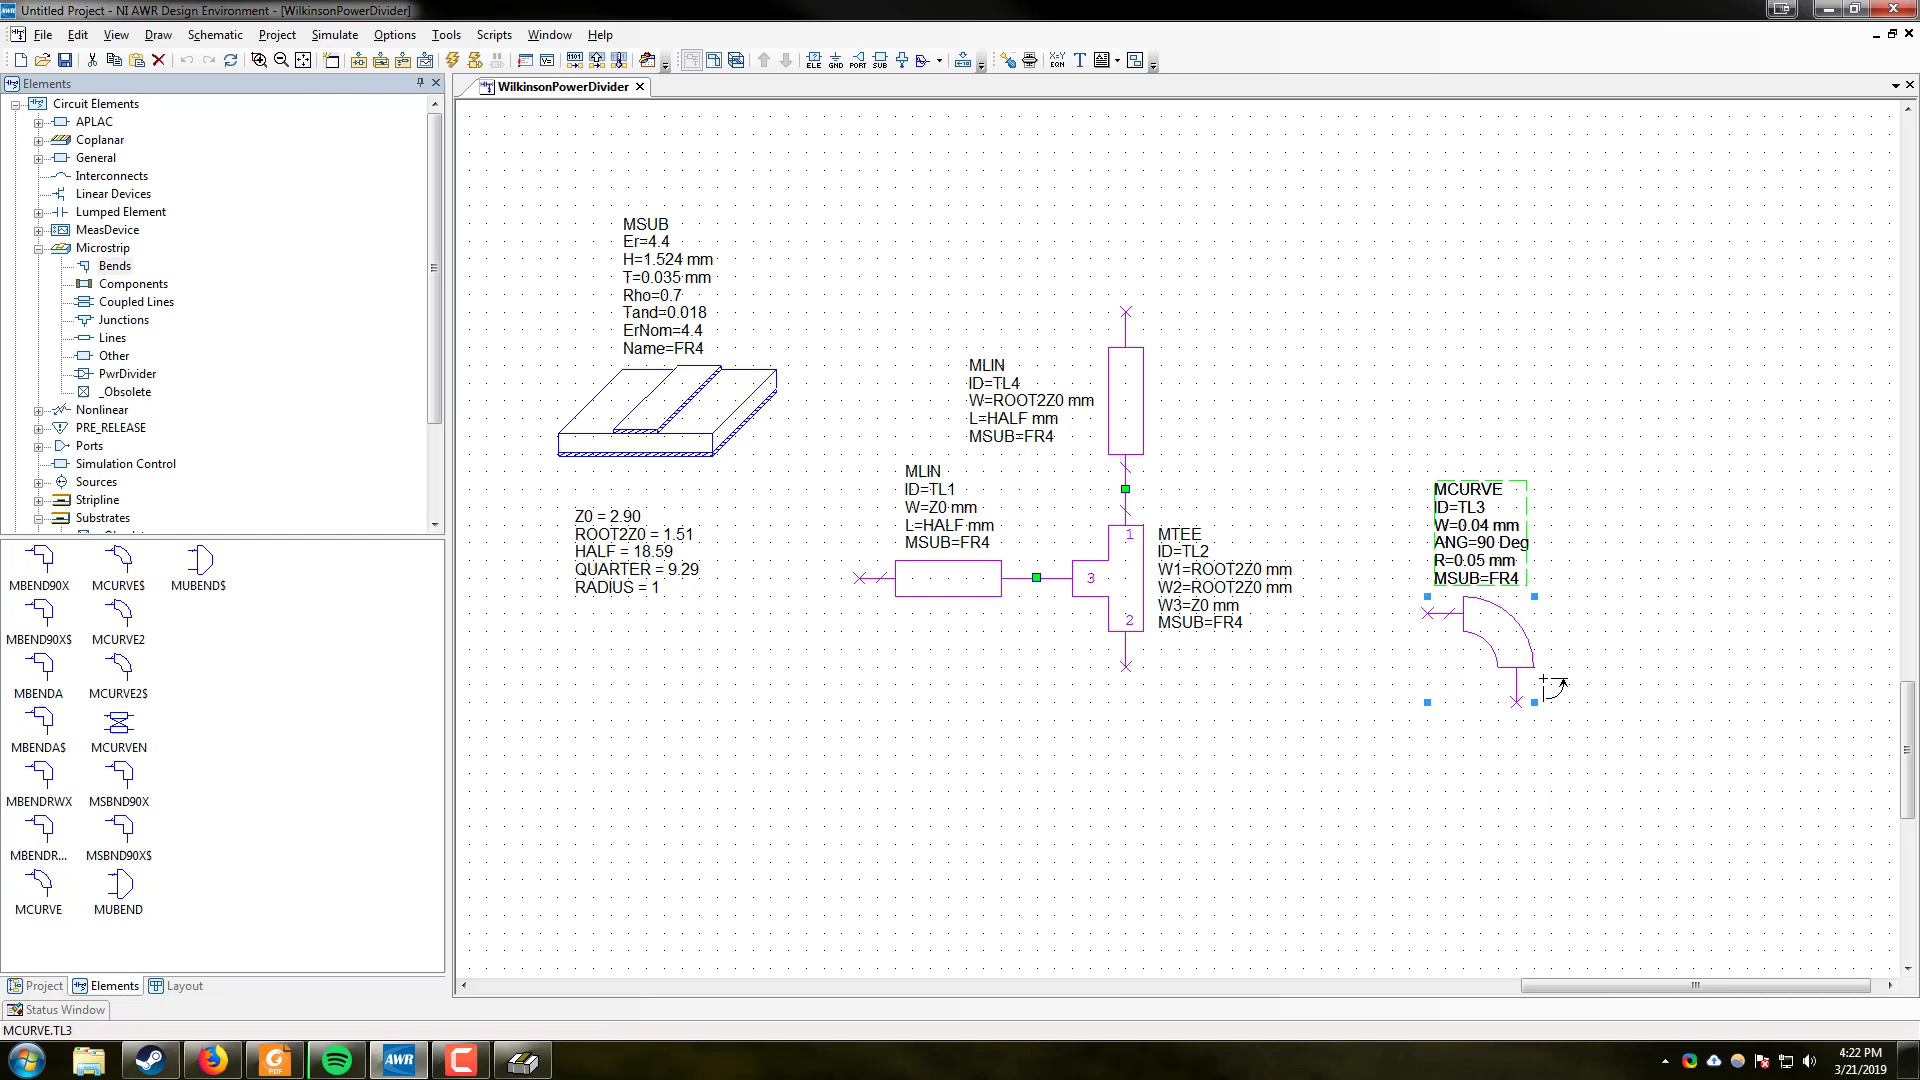 Untitled Project - NI AWR Design Environment - [WilkinsonPowerDivider]
File Edit View Draw Schematic Project Simulate Options Tools Scripts Window Help
ELE GND PORT SUB X=Y EQN
Elements
WilkinsonPowerDivider
Circuit Elements
APLAC
Coplanar
General
Interconnects
Linear Devices
Lumped Element
MeasDevice
Microstrip
Bends
Components
Coupled Lines
Junctions
Lines
Other
PwrDivider
_Obsolete
Nonlinear
PRE_RELEASE
Ports
Simulation Control
Sources
Stripline
Substrates
MBEND90X MCURVE$ MUBEND$
MBEND90X$ MCURVE2
MBENDA MCURVE2$
MBENDA$ MCURVEN
MBENDRWX MSBND90X
MBENDR... MSBND90X$
MCURVE MUBEND
Project Elements Layout
Status Window
MCURVE.TL3
MSUB
Er=4.4
H=1.524 mm
T=0.035 mm
Rho=0.7
Tand=0.018
ErNom=4.4
Name=FR4
Z0 = 2.90
ROOT2Z0 = 1.51
HALF = 18.59
QUARTER = 9.29
RADIUS = 1
MLIN
ID=TL4
W=ROOT2Z0 mm
L=HALF mm
MSUB=FR4
MLIN
ID=TL1
W=Z0 mm
L=HALF mm
MSUB=FR4
1
3
2
MTEE
ID=TL2
W1=ROOT2Z0 mm
W2=ROOT2Z0 mm
W3=Z0 mm
MSUB=FR4
MCURVE
ID=TL3
W=0.04 mm
ANG=90 Deg
R=0.05 mm
MSUB=FR4
PDF
AWR
4:22 PM
3/21/2019